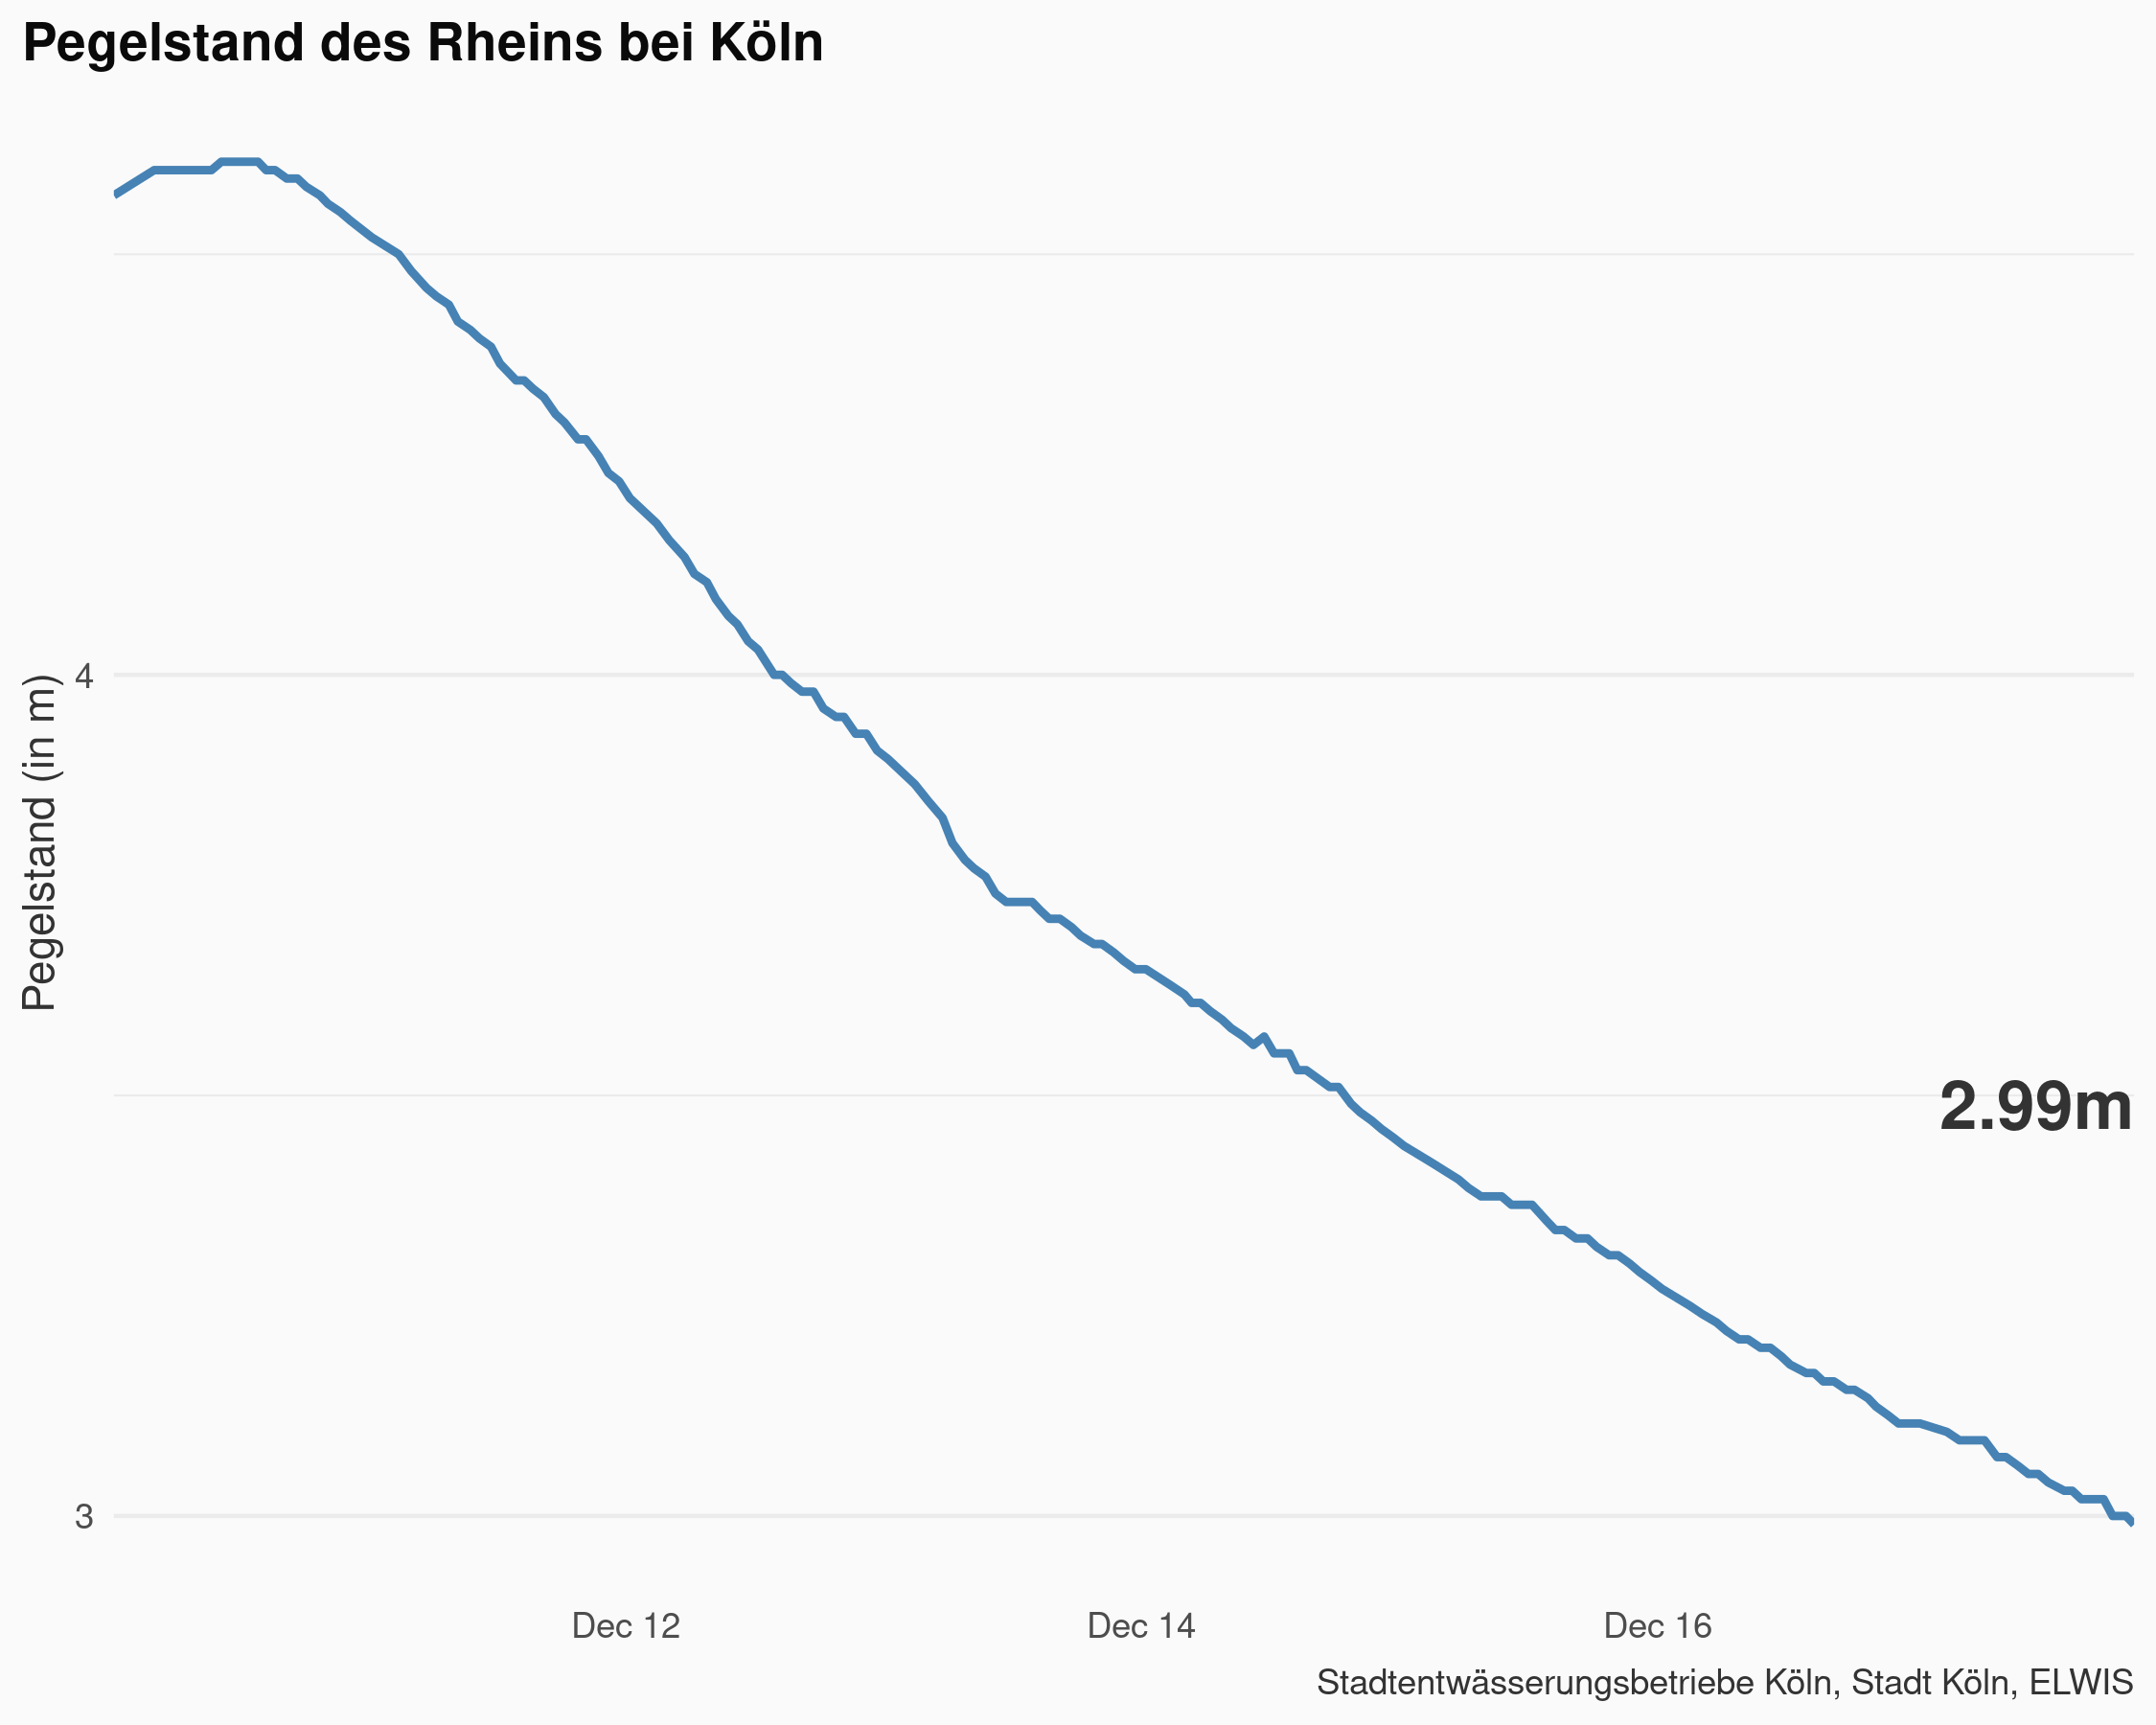 Pegelstand des Rheins bei Köln
Pegelstand (in m)
4
2.99m
3
Dec 12
Dec 14
Dec 16
Stadtentwässerungsbetriebe Köln, Stadt Köln, ELWIS